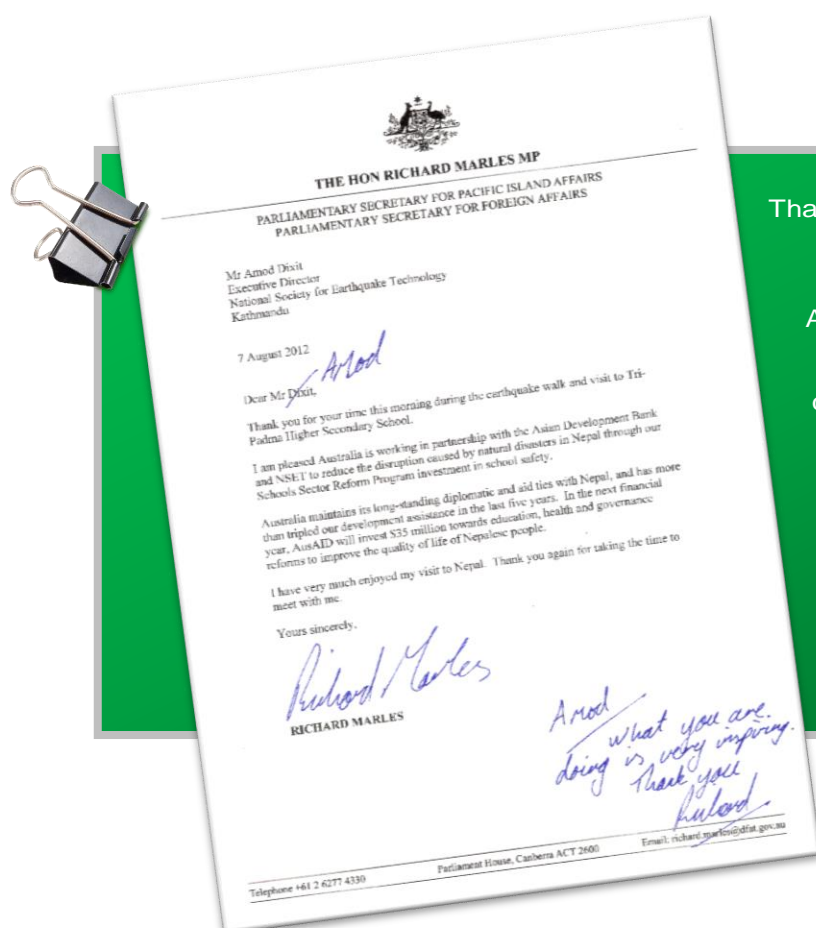 THE HON RICHARD MARLES MP
PARLIAMENTARY SECRETARY FOR PACIFIC ISLAND AFFAIRS
PARLIAMENTARY SECRETARY FOR FOREIGN AFFAIRS
Mr Amod Dixit
Executive Director
National Society for Earthquake Technology
Kathmandu
7 August 2012
Amod
Dear Mr Dixit,
Thank you for your time this morning during the earthquake walk and visit to Tri-
Padma Higher Secondary School.
I am pleased Australia is working in partnership with the Asian Development Bank
and NSET to reduce the disruption caused by natural disasters in Nepal through our
Schools Sector Reform Program investment in school safety.
Australia maintains its long-standing diplomatic and aid ties with Nepal, and has more
than tripled our development assistance in the last five years. In the next financial
year, AusAID will invest $35 million towards education, health and governance
reforms to improve the quality of life of Nepalese people.
I have very much enjoyed my visit to Nepal. Thank you again for taking the time to
meet with me.
Yours sincerely,
Richard Marles
RICHARD MARLES
Amod
What you are
doing is very inspiring.
Thank you
Richard
Telephone +61 2 6277 4330 Parliament House, Canberra ACT 2600 Email: richard.marles@dfat.gov.au
Tha
A